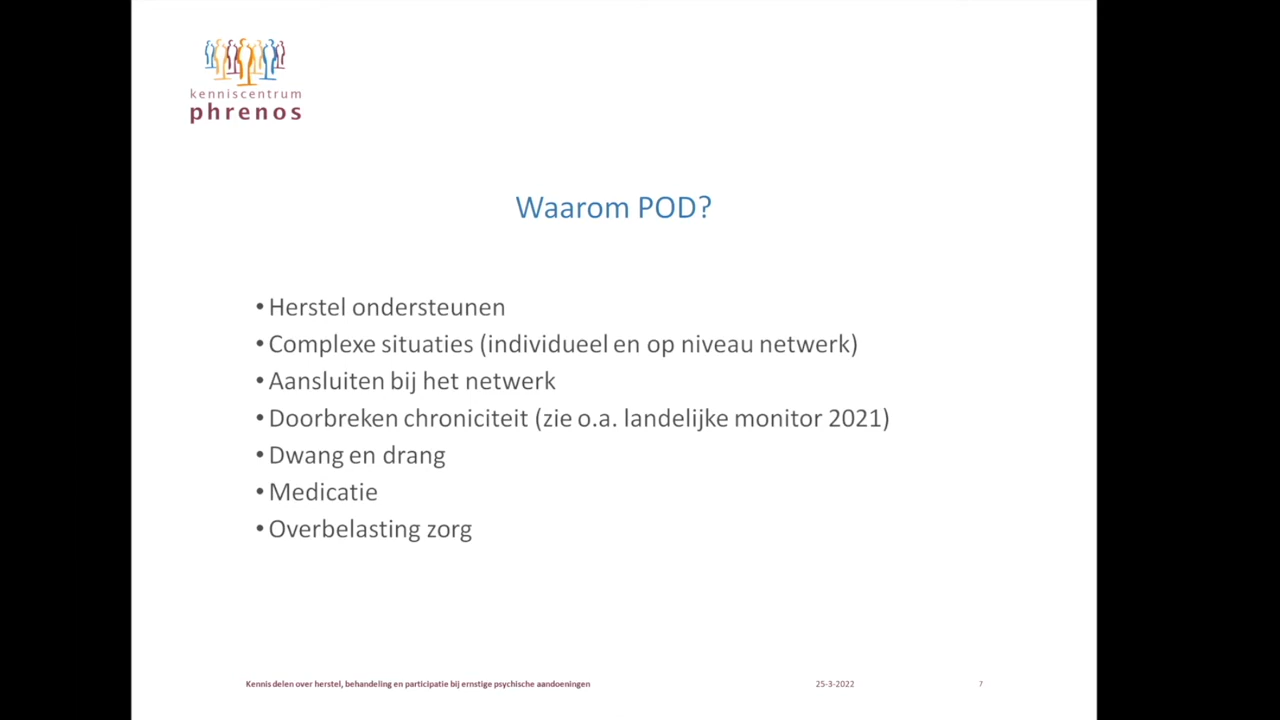 kenniscentrum
phrenos
Waarom POD?
• Herstel ondersteunen
• Complexe situaties (individueel en op niveau netwerk)
• Aansluiten bij het netwerk
• Doorbreken chroniciteit (zie o.a. landelijke monitor 2021)
• Dwang en drang
• Medicatie
• Overbelasting zorg
Kennis delen over herstel, behandeling en participatie bij ernstige psychische aandoeningen
25-3-2022
7